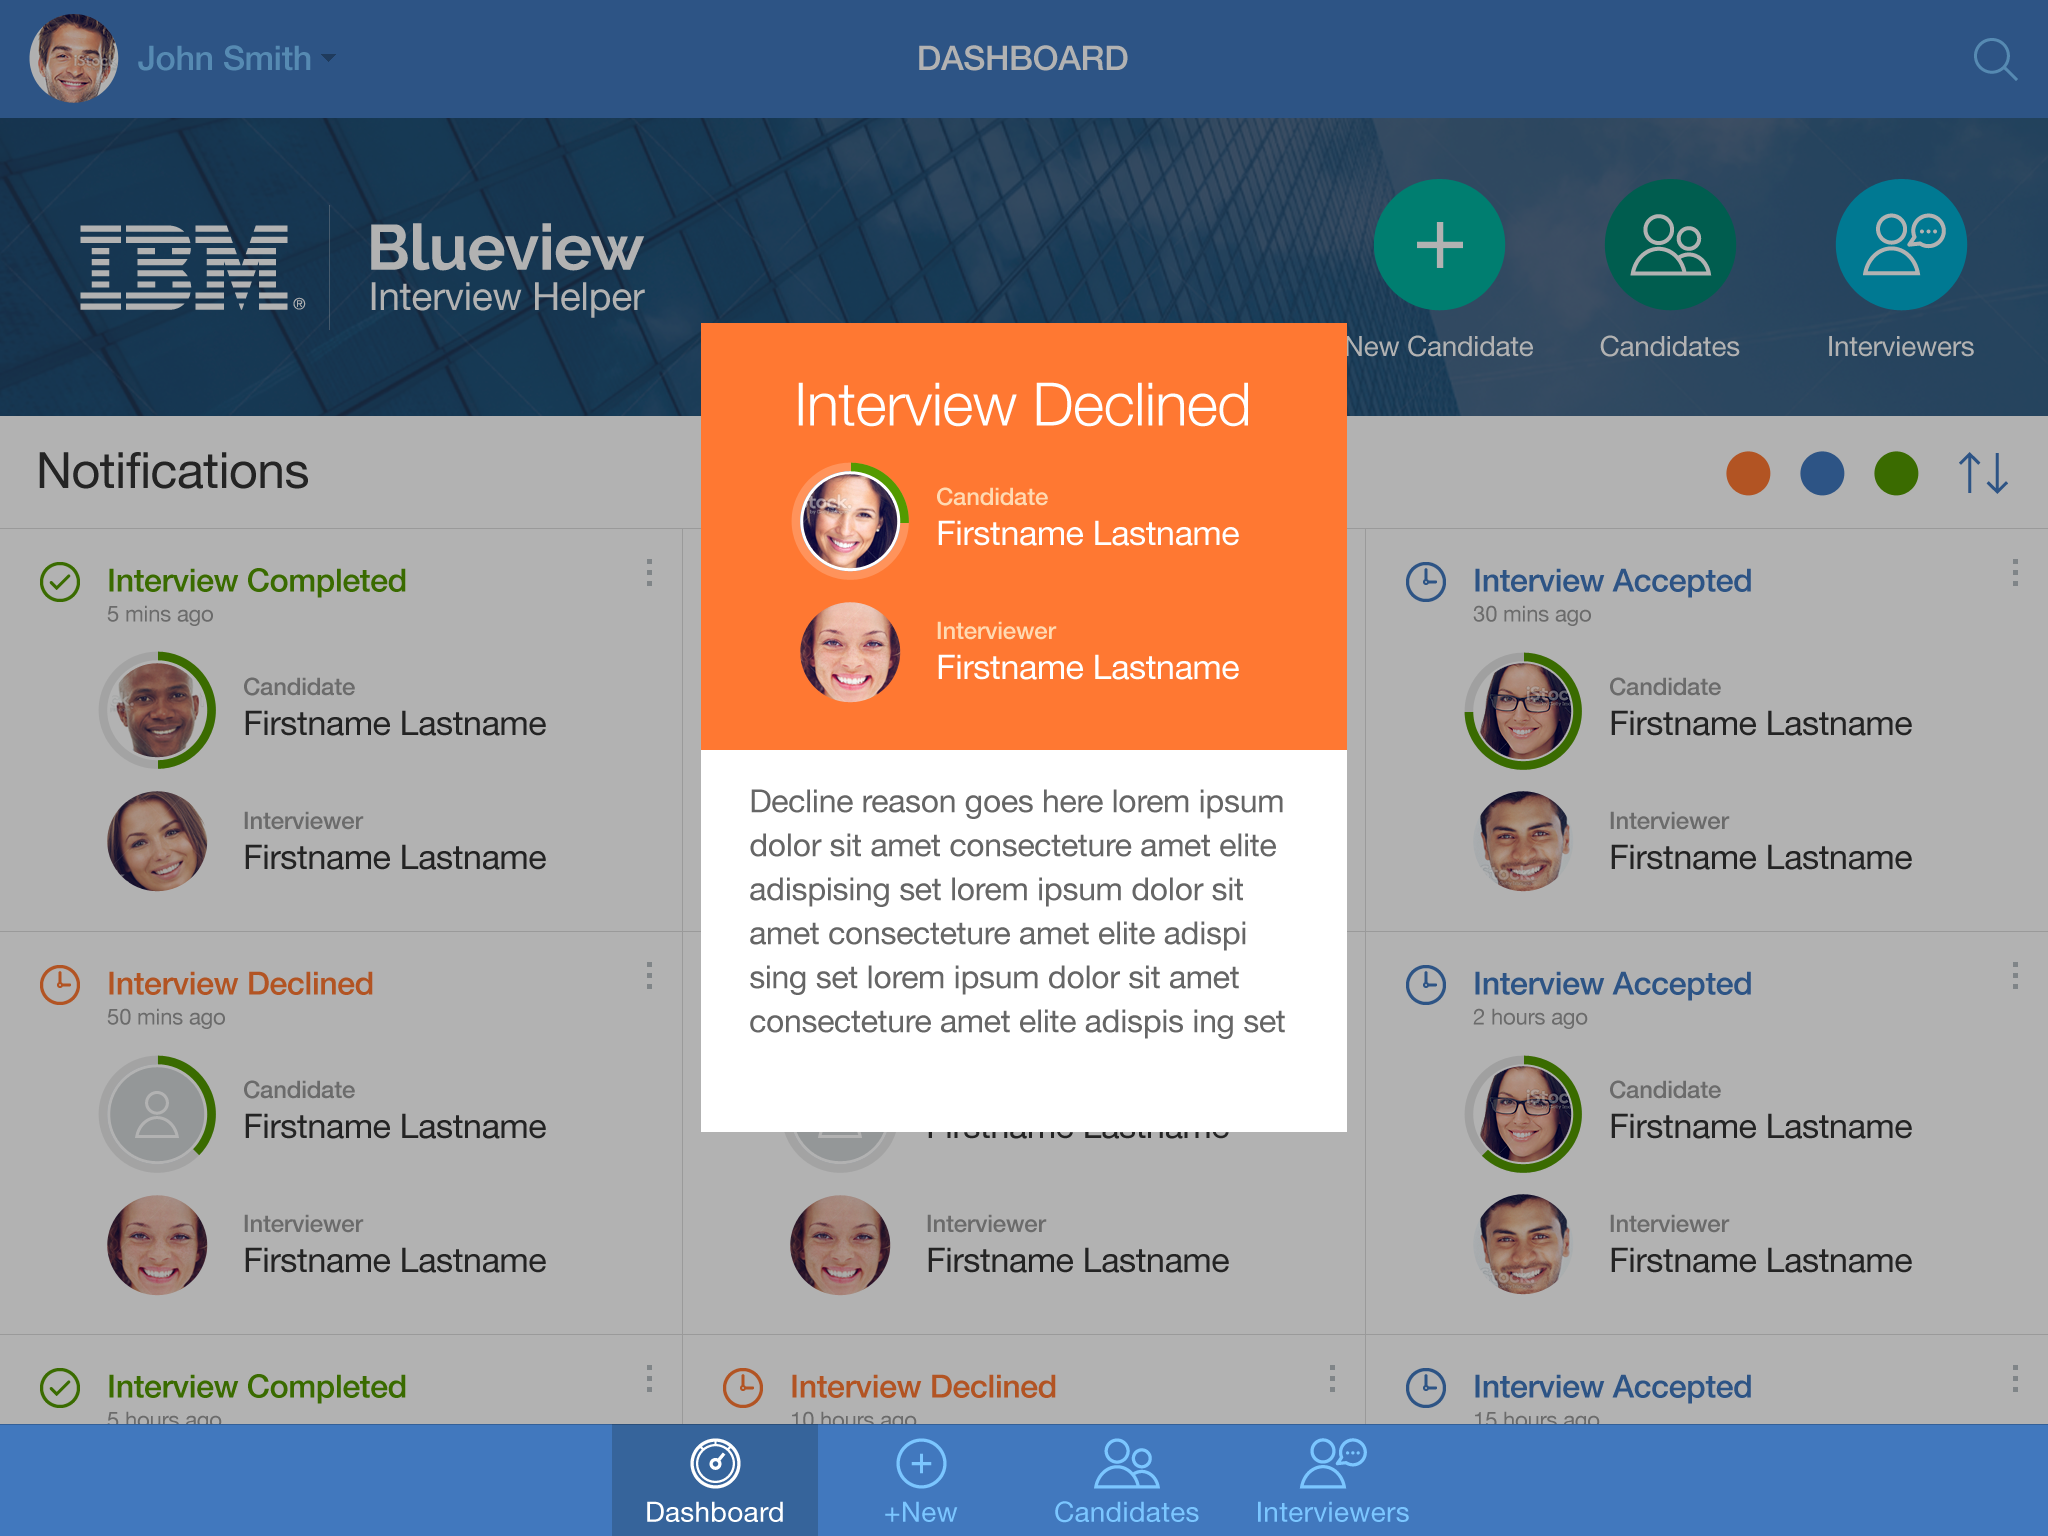 John Smith
DASHBOARD
IBM®
Blueview
Interview Helper
New Candidate
Candidates
Interviewers
Notifications
Interview Completed
5 mins ago
Candidate
Firstname Lastname
Interviewer
Firstname Lastname
Interview Declined
Candidate
Firstname Lastname
Interviewer
Firstname Lastname
Decline reason goes here lorem ipsum
dolor sit amet consecteture amet elite
adispising set lorem ipsum dolor sit
amet consecteture amet elite adispi
sing set lorem ipsum dolor sit amet
consecteture amet elite adispis ing set
Interview Accepted
30 mins ago
Candidate
Firstname Lastname
Interviewer
Firstname Lastname
Interview Declined
50 mins ago
Candidate
Firstname Lastname
Interviewer
Firstname Lastname
Firstname Lastname
Interviewer
Firstname Lastname
Interview Accepted
2 hours ago
Candidate
Firstname Lastname
Interviewer
Firstname Lastname
Interview Completed
5 hours ago
Interview Declined
10 hours ago
Interview Accepted
15 hours ago
Dashboard
+New
Candidates
Interviewers